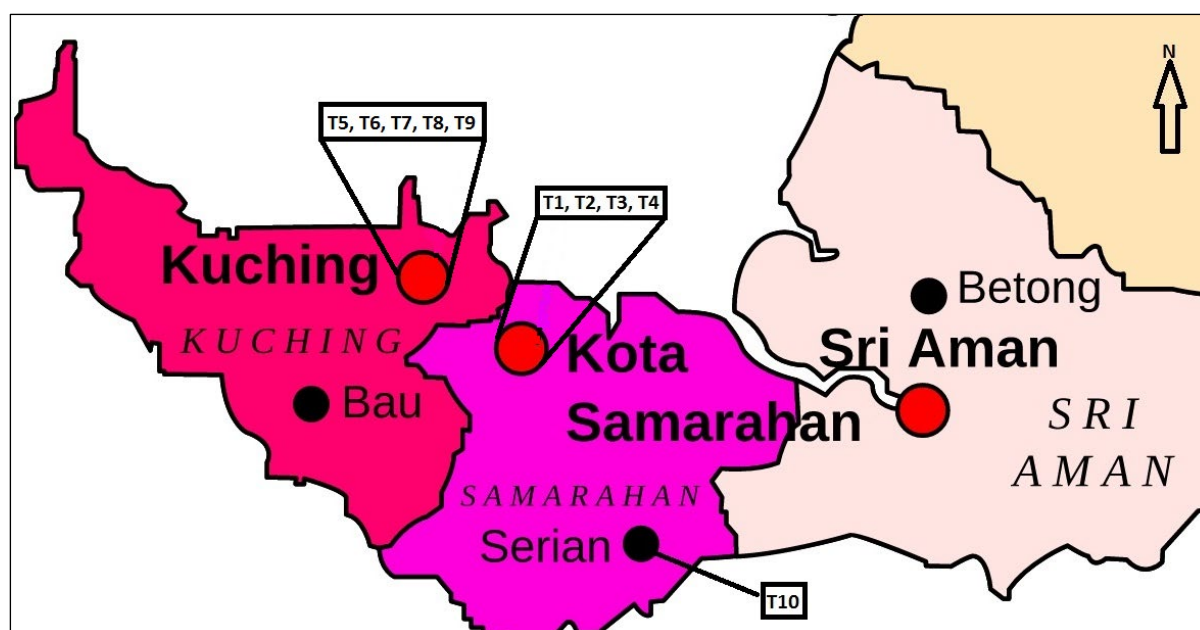 N
T5, T6, T7, T8, T9
T1, T2, T3, T4
Kuching
Betong
KUCHING
Kota
Samarahan
Sri Aman
Bau
SRI
AMAN
SAMARAHAN
Serian
T10